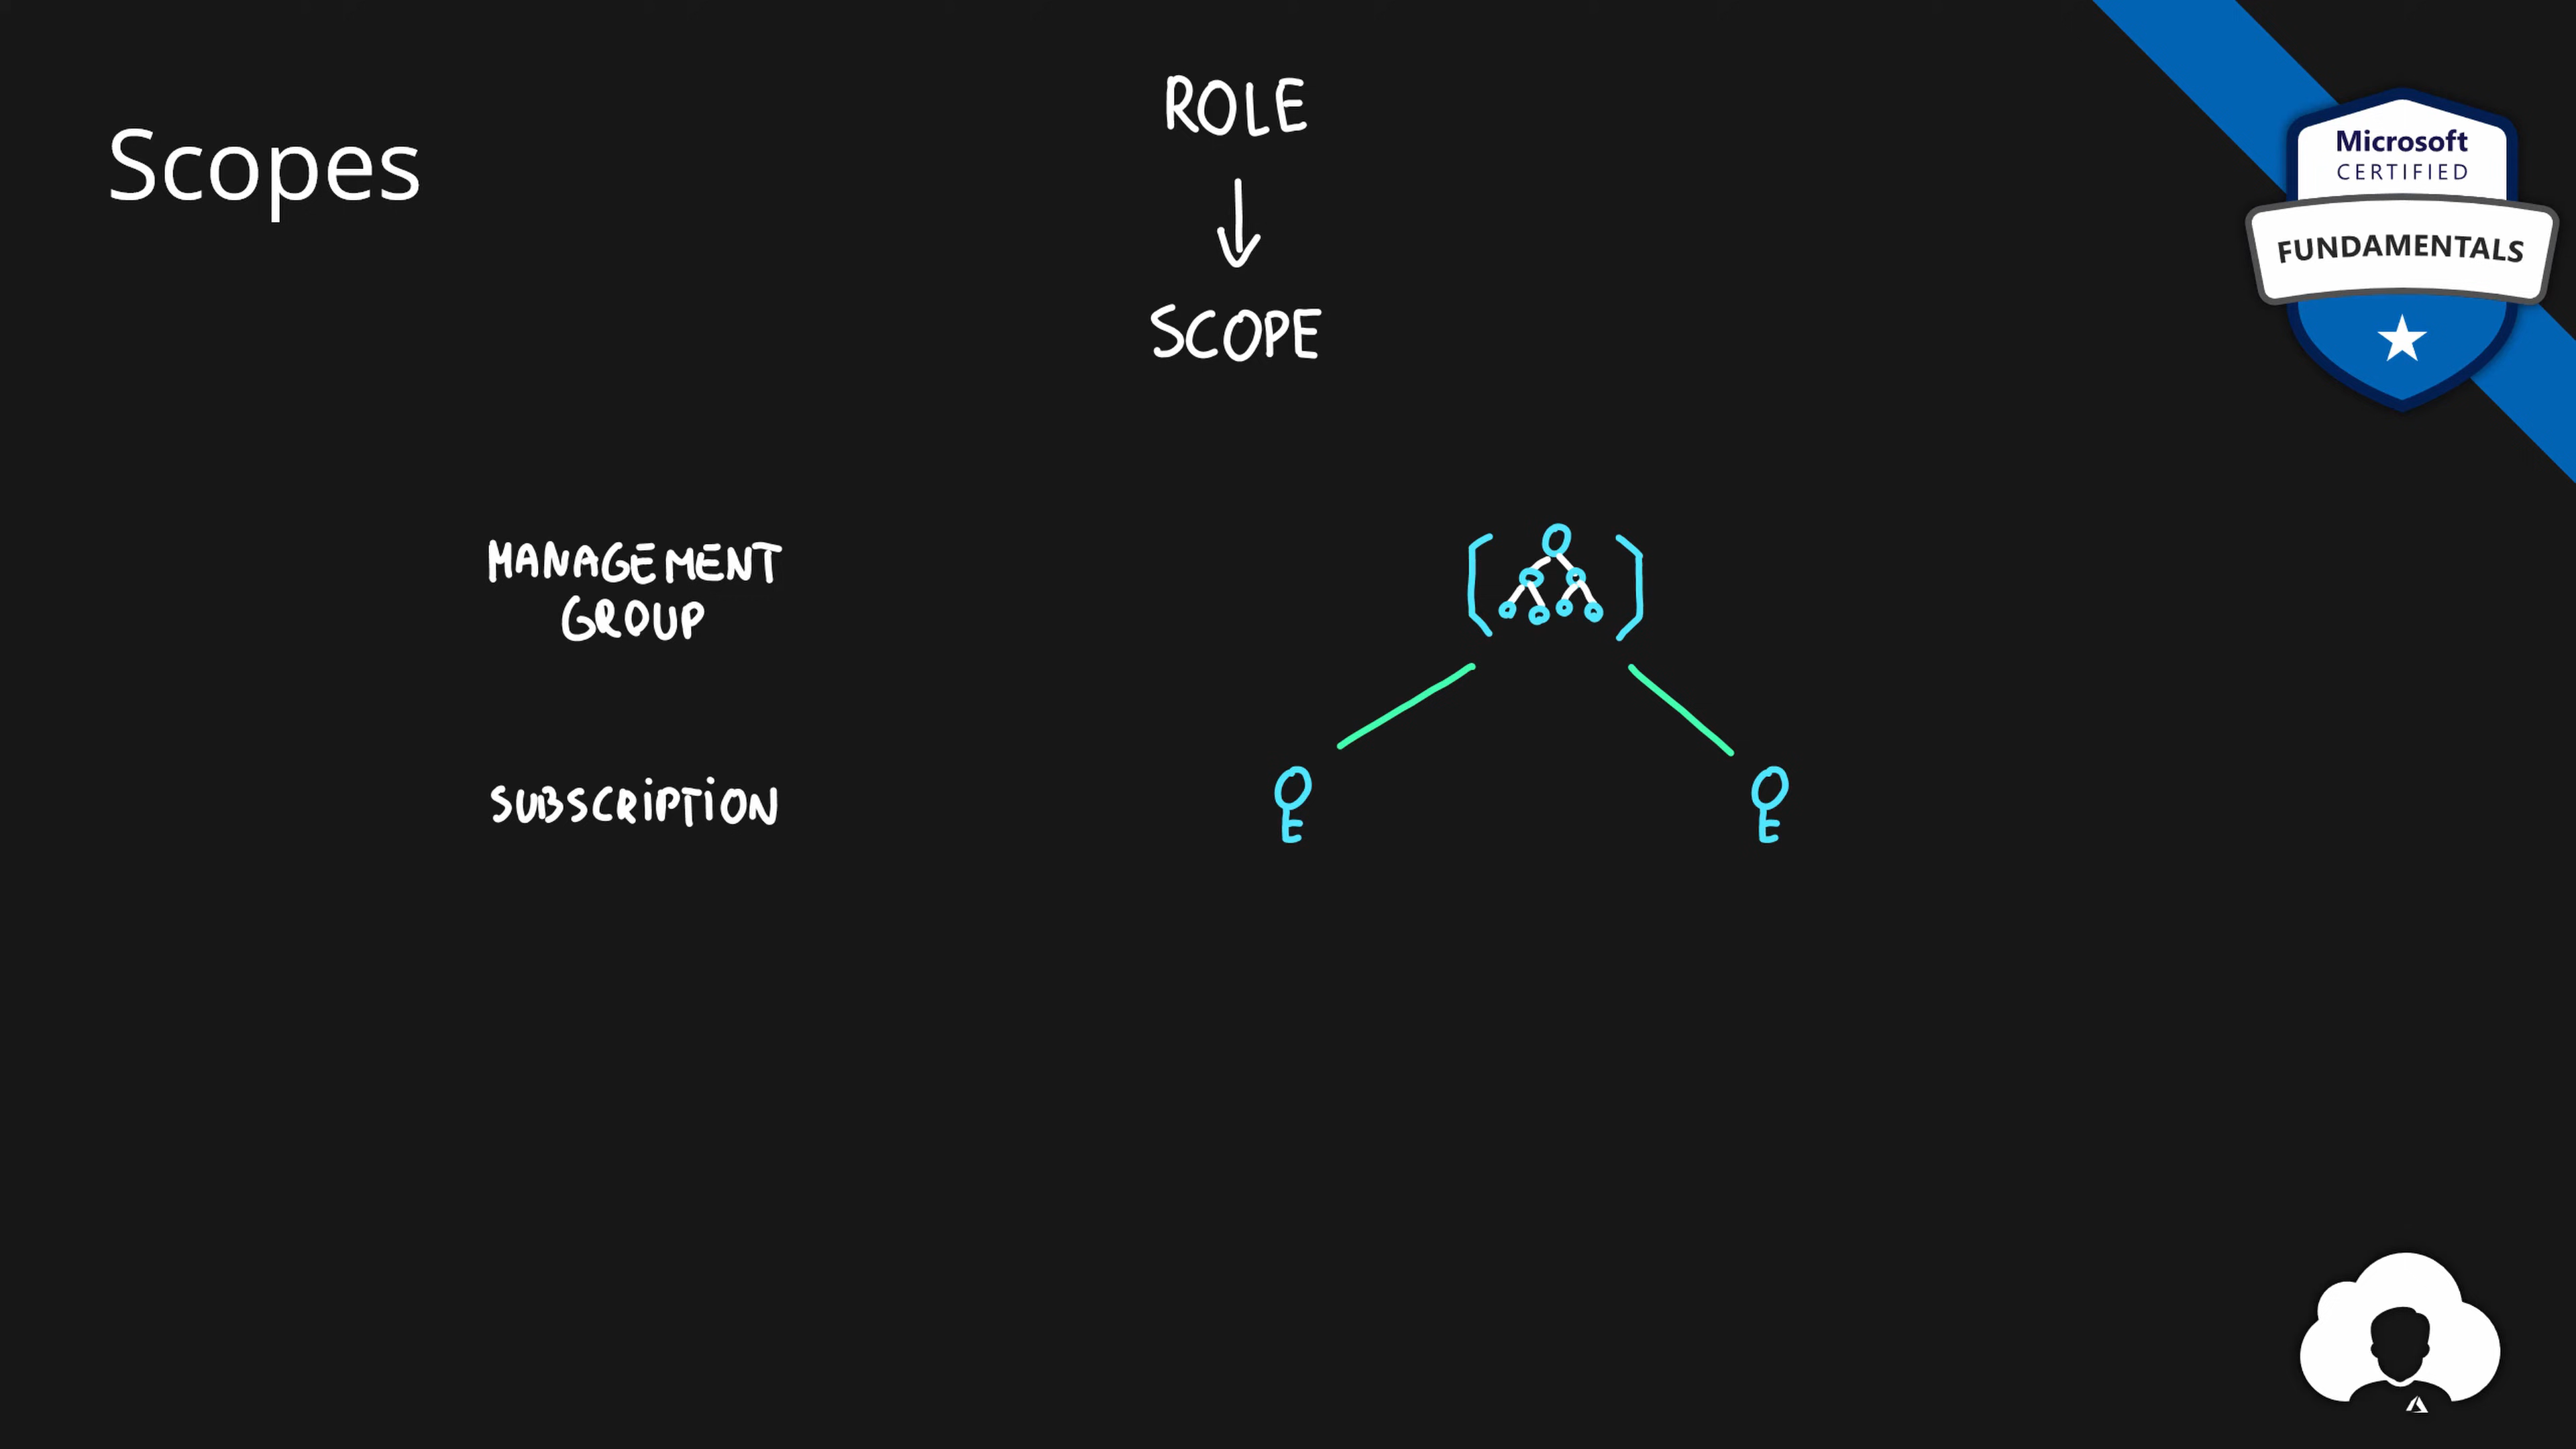 Scopes
ROLE
SCOPE
Microsoft
CERTIFIED
FUNDAMENTALS
MANAGEMENT
GROUP
SUBSCRIPTION